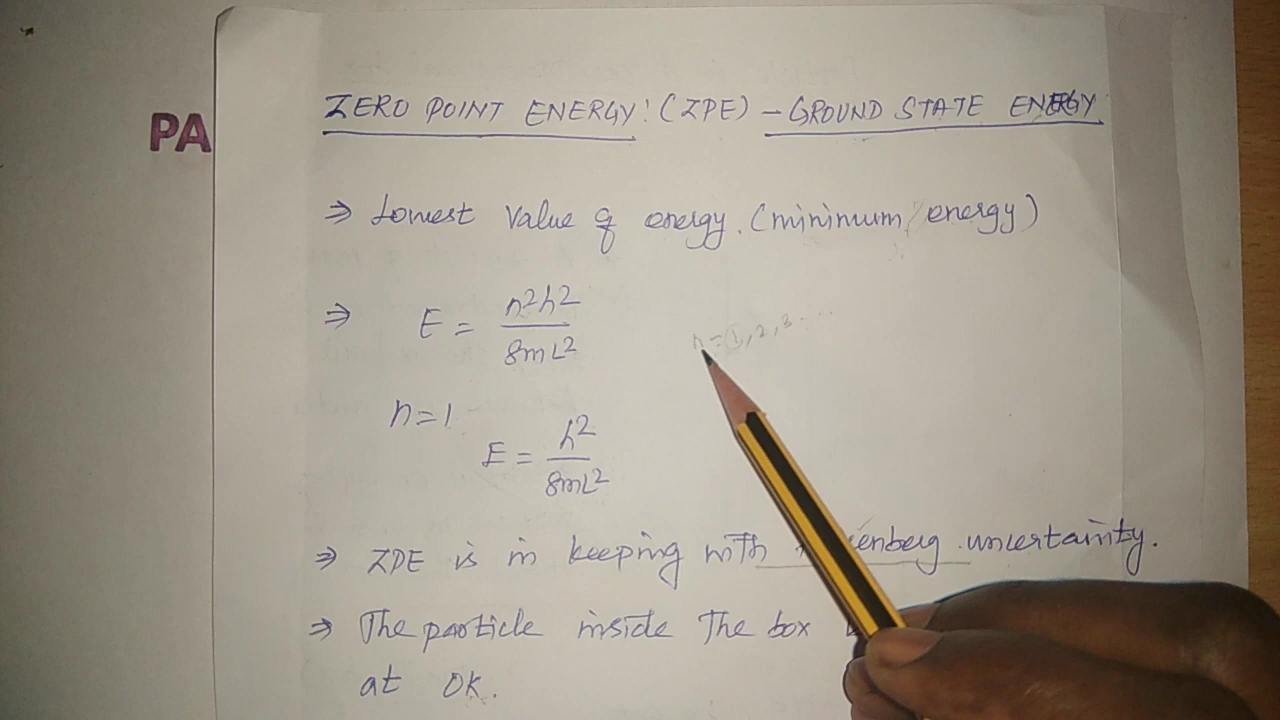 PA
ZERO POINT ENERGY: (ZPE) – GROUND STATE ENERGY
⇒ Lowest value of energy. (minimum energy)
⇒ E = n²h² / 8mL²
n = 1, 2, 3 ....
n=1
E = h² / 8mL²
⇒ ZPE is in keeping with uncertainty.
⇒ The particle inside the box
at 0K.